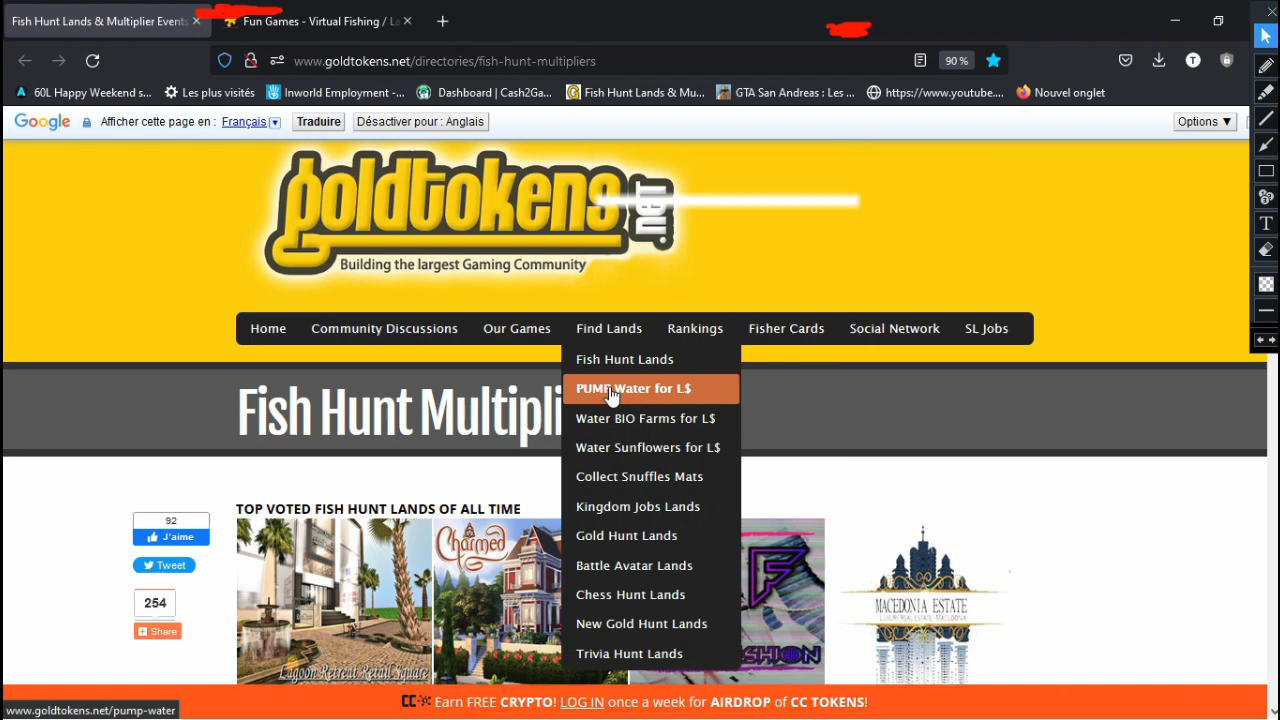 Fish Hunt Lands & Multiplier Events
Fun Games - Virtual Fishing / La
www.goldtokens.net/directories/fish-hunt-multipliers
90 %
T
60L Happy Weekend s...
Les plus visités
Inworld Employment -...
Dashboard | Cash2Ga...
Fish Hunt Lands & Mu...
GTA San Andreas : Les ...
https://www.youtube....
Nouvel onglet
Google
Afficher cette page en :
Français
Traduire
Désactiver pour : Anglais
Options ▼
goldtokens.net
Building the largest Gaming Community
Home
Community Discussions
Our Games
Find Lands
Rankings
Fisher Cards
Social Network
SL Jobs
Fish Hunt Lands
PUMP Water for L$
Water BIO Farms for L$
Water Sunflowers for L$
Collect Snuffles Mats
Kingdom Jobs Lands
Gold Hunt Lands
Battle Avatar Lands
Chess Hunt Lands
New Gold Hunt Lands
Trivia Hunt Lands
Fish Hunt Multipli
TOP VOTED FISH HUNT LANDS OF ALL TIME
92
J'aime
Tweet
254
Share
Lagoon Retreat Retail Square
Charmed
F
SHION
MACEDONIA ESTATE
CC
Earn FREE CRYPTO! LOG IN once a week for AIRDROP of CC TOKENS!
www.goldtokens.net/pump-water
T